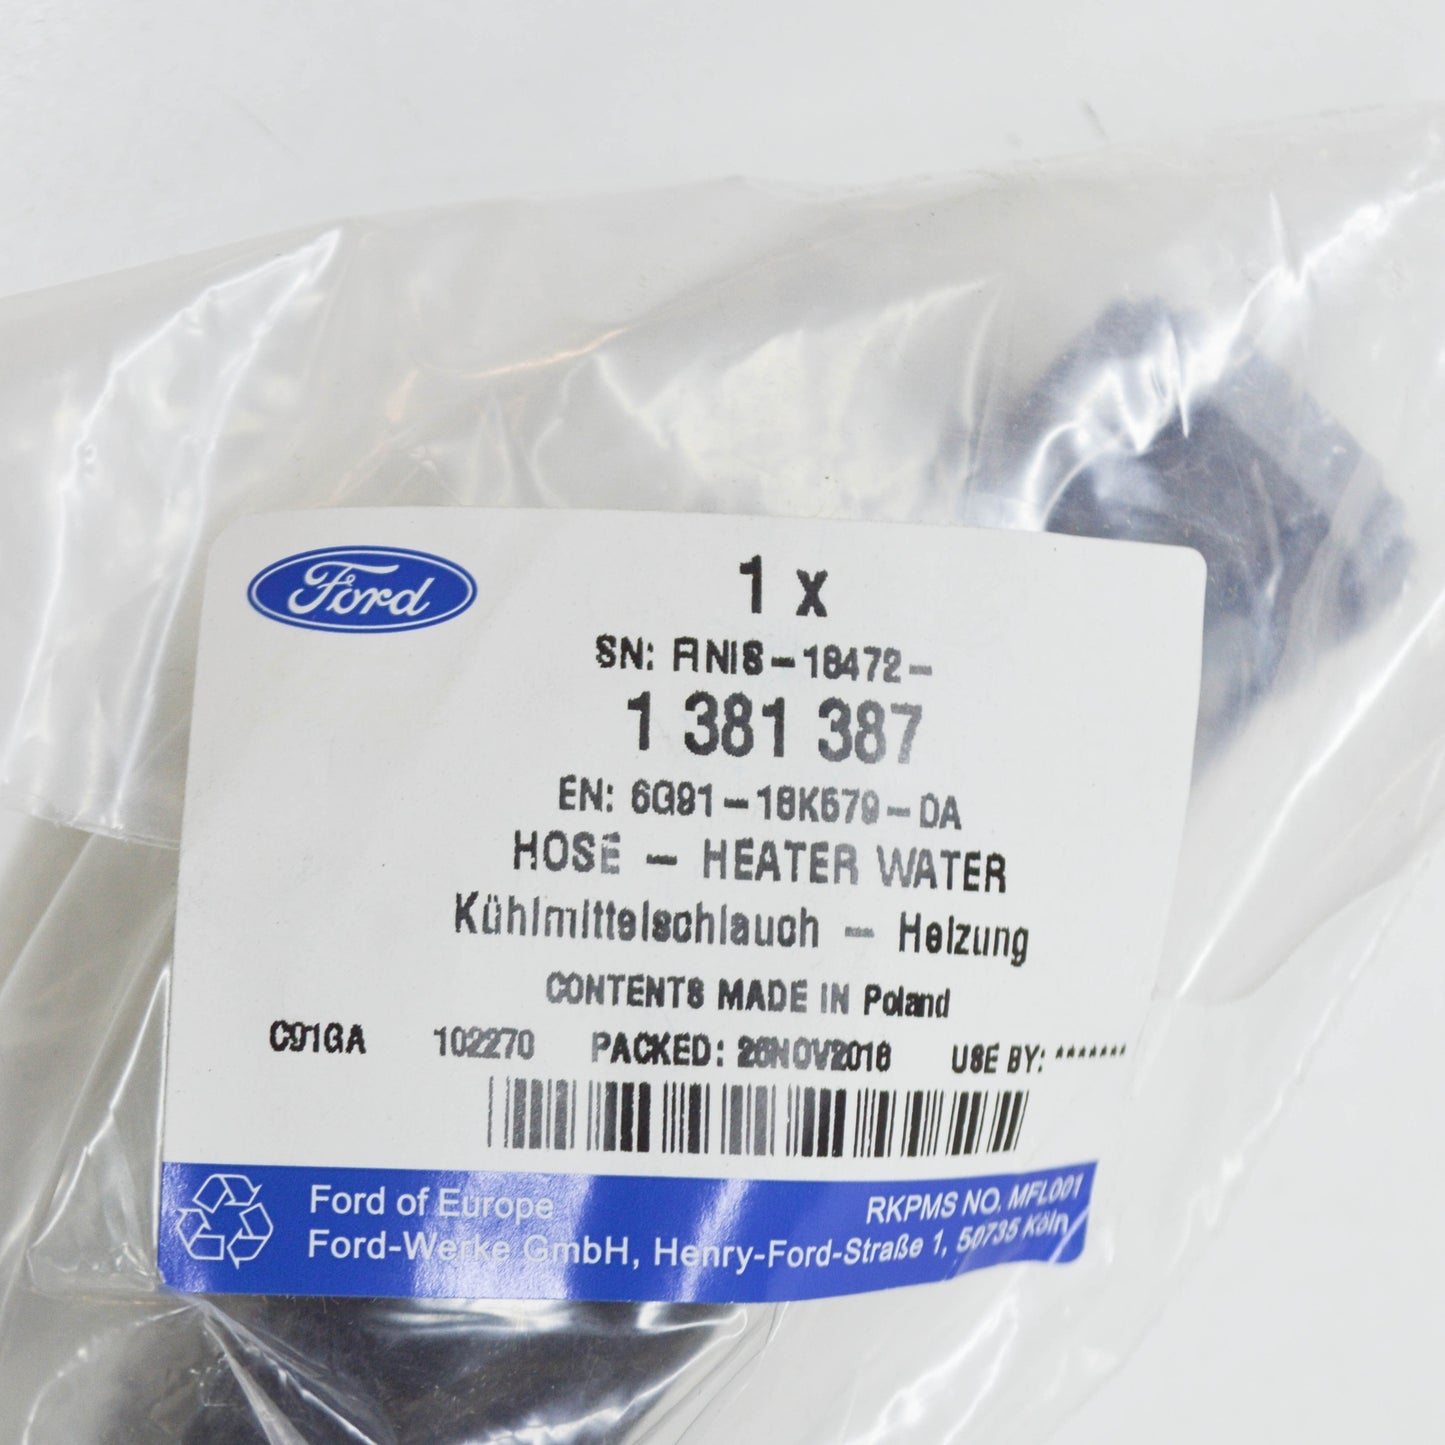 Ford
1 x
SN: FINIS-18472-
1 381 387
EN: 6G91-18K579-DA
HOSE - HEATER WATER
Kühlmittelschlauch - Heizung
CONTENTS MADE IN Poland
C91GA 102270 PACKED: 26NOV2018 USE BY: *******
Ford of Europe RKPMS NO. MFL001
Ford-Werke GmbH, Henry-Ford-Straße 1, 50735 Köln